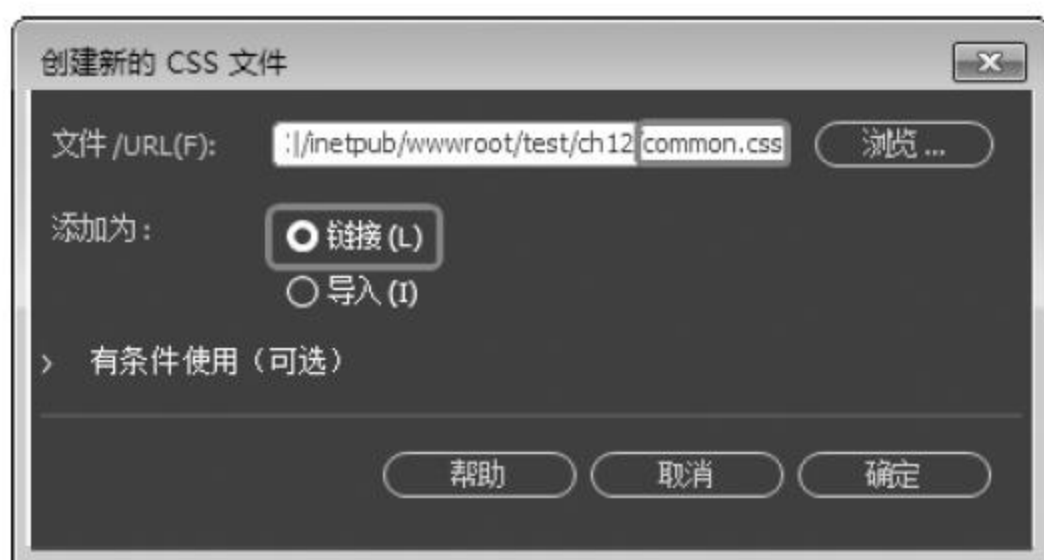 创建新的 CSS 文件
文件 /URL(F): :|/inetpub/wwwroot/test/ch12/common.css 浏览 ...
添加为: 链接 (L)
导入 (I)
> 有条件使用（可选）
帮助 取消 确定